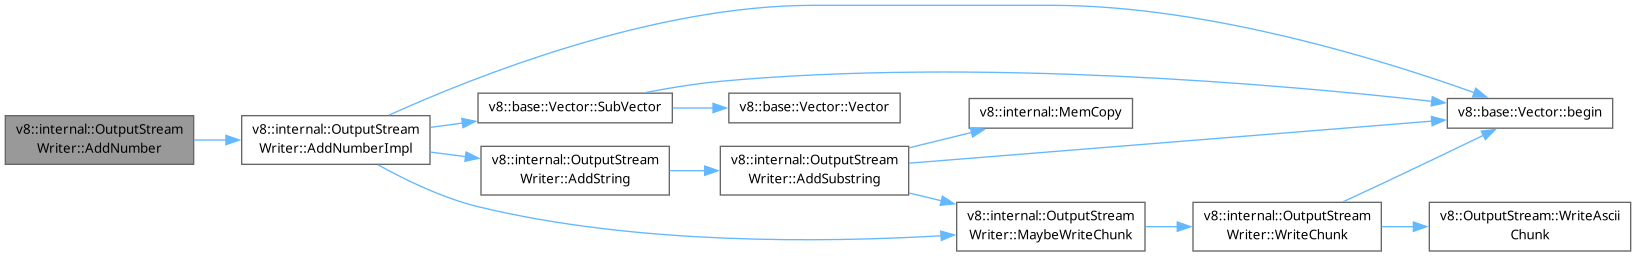 v8::internal::OutputStream
Writer::AddNumber
v8::internal::OutputStream
Writer::AddNumberImpl
v8::base::Vector::SubVector
v8::base::Vector::Vector
v8::internal::OutputStream
Writer::AddString
v8::internal::OutputStream
Writer::AddSubstring
v8::internal::MemCopy
v8::base::Vector::begin
v8::internal::OutputStream
Writer::MaybeWriteChunk
v8::internal::OutputStream
Writer::WriteChunk
v8::OutputStream::WriteAscii
Chunk